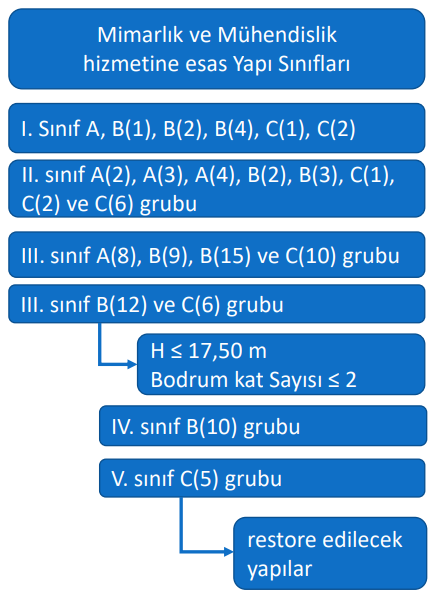 Mimarlık ve Mühendislik
hizmetine esas Yapı Sınıfları
I. Sınıf A, B(1), B(2), B(4), C(1), C(2)
II. sınıf A(2), A(3), A(4), B(2), B(3), C(1),
C(2) ve C(6) grubu
III. sınıf A(8), B(9), B(15) ve C(10) grubu
III. sınıf B(12) ve C(6) grubu
H ≤ 17,50 m
Bodrum kat Sayısı ≤ 2
IV. sınıf B(10) grubu
V. sınıf C(5) grubu
restore edilecek
yapılar